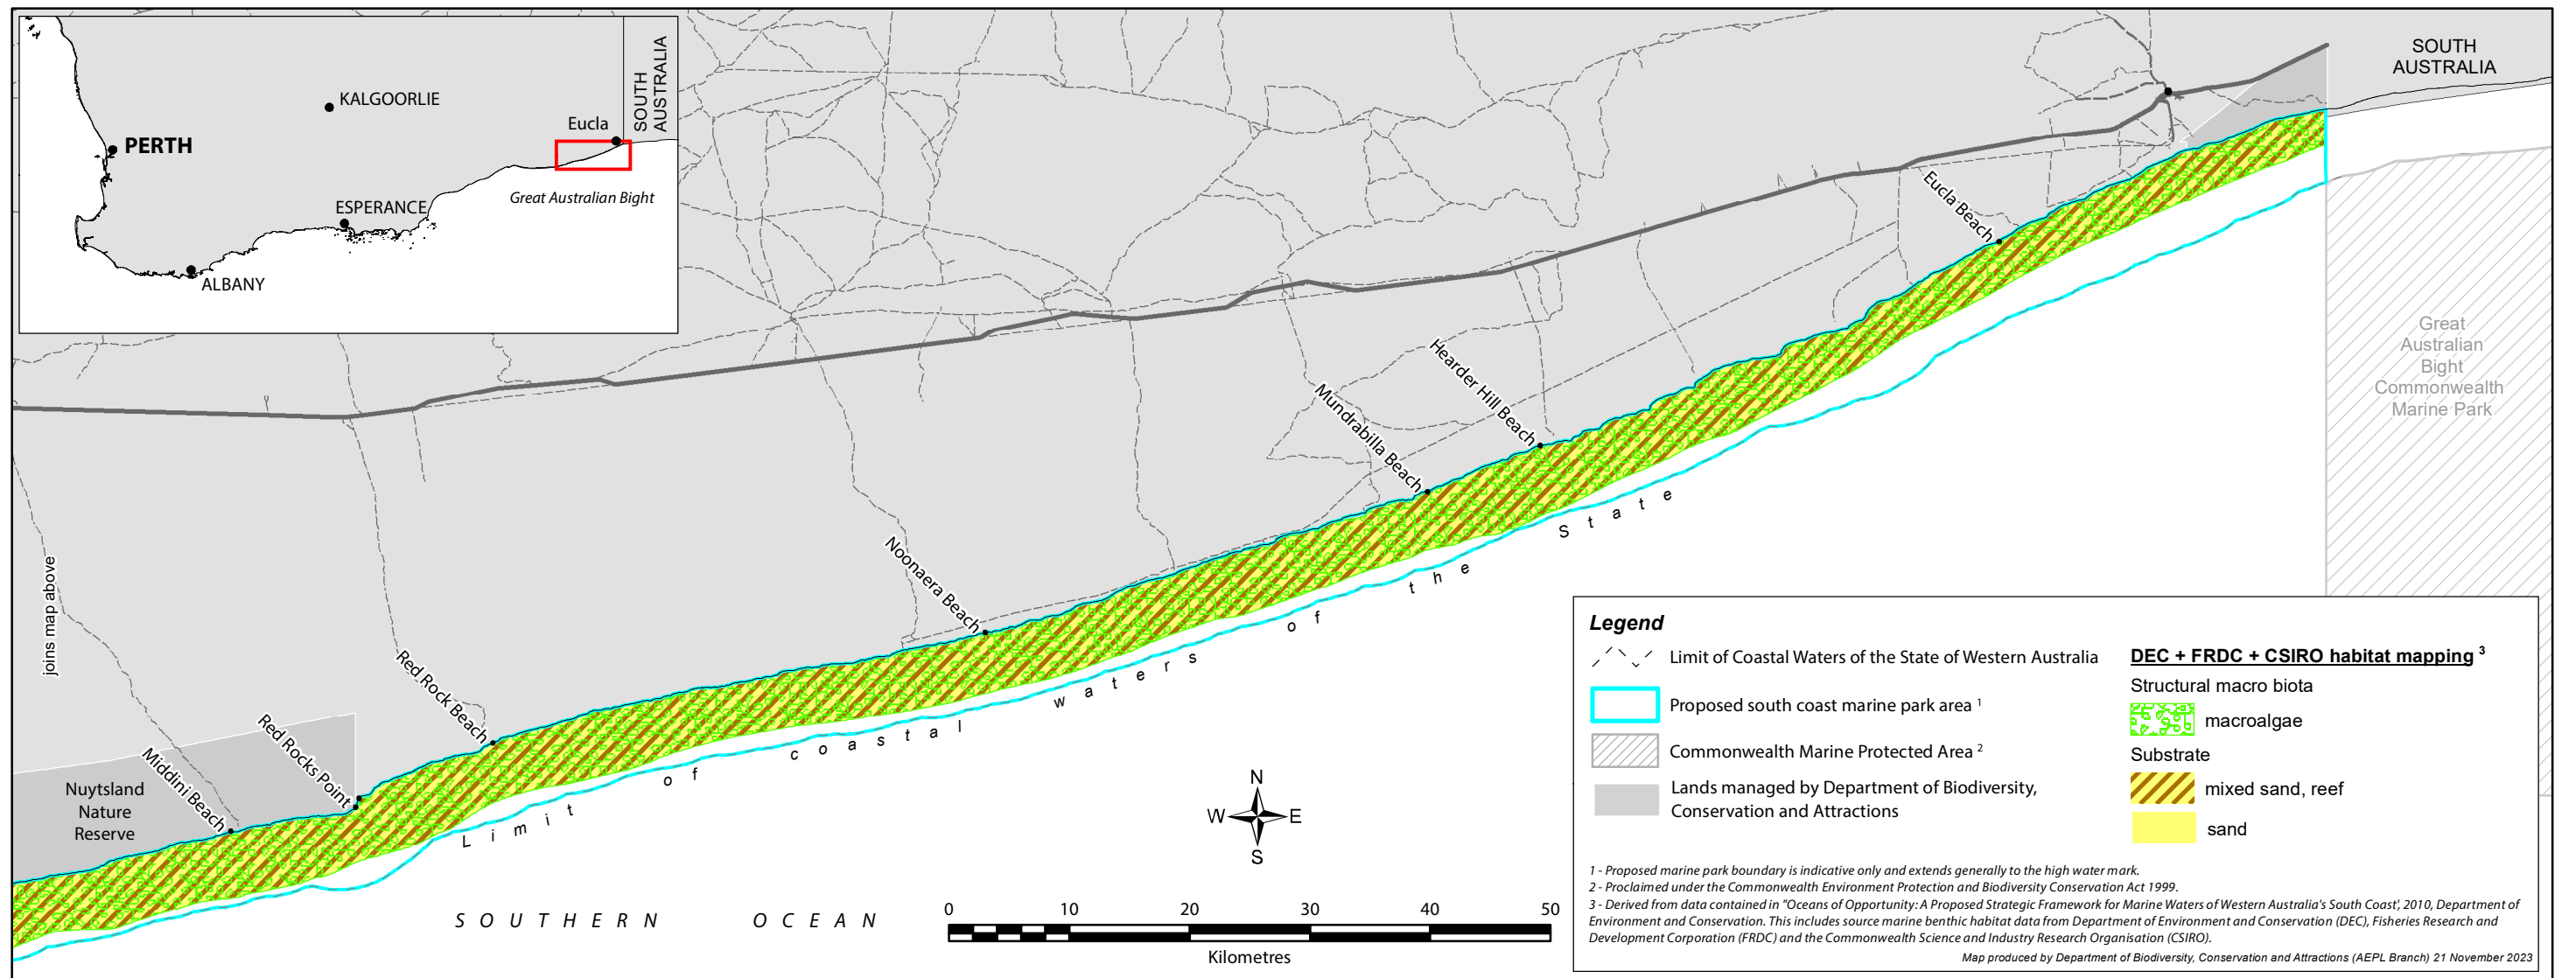 KALGOORLIE
PERTH
Eucla
SOUTH
AUSTRALIA
Great Australian Bight
ESPERANCE
ALBANY
SOUTH
AUSTRALIA
Eucla Beach
Great
Australian
Bight
Commonwealth
Marine Park
Hearder Hill Beach
Mundrabilla Beach
Noonaera Beach
joins map above
Red Rock Beach
Red Rocks Point
Middini Beach
Nuytsland
Nature
Reserve
Limit of coastal waters of the State
SOUTHERN OCEAN
N
W E
S
0 10 20 30 40 50
Kilometres
Legend
Limit of Coastal Waters of the State of Western Australia
Proposed south coast marine park area 1
Commonwealth Marine Protected Area 2
Lands managed by Department of Biodiversity,
Conservation and Attractions
DEC + FRDC + CSIRO habitat mapping 3
Structural macro biota
macroalgae
Substrate
mixed sand, reef
sand
1 - Proposed marine park boundary is indicative only and extends generally to the high water mark.
2 - Proclaimed under the Commonwealth Environment Protection and Biodiversity Conservation Act 1999.
3 - Derived from data contained in "Oceans of Opportunity: A Proposed Strategic Framework for Marine Waters of Western Australia's South Coast', 2010, Department of
Environment and Conservation. This includes source marine benthic habitat data from Department of Environment and Conservation (DEC), Fisheries Research and
Development Corporation (FRDC) and the Commonwealth Science and Industry Research Organisation (CSIRO).
Map produced by Department of Biodiversity, Conservation and Attractions (AEPL Branch) 21 November 2023